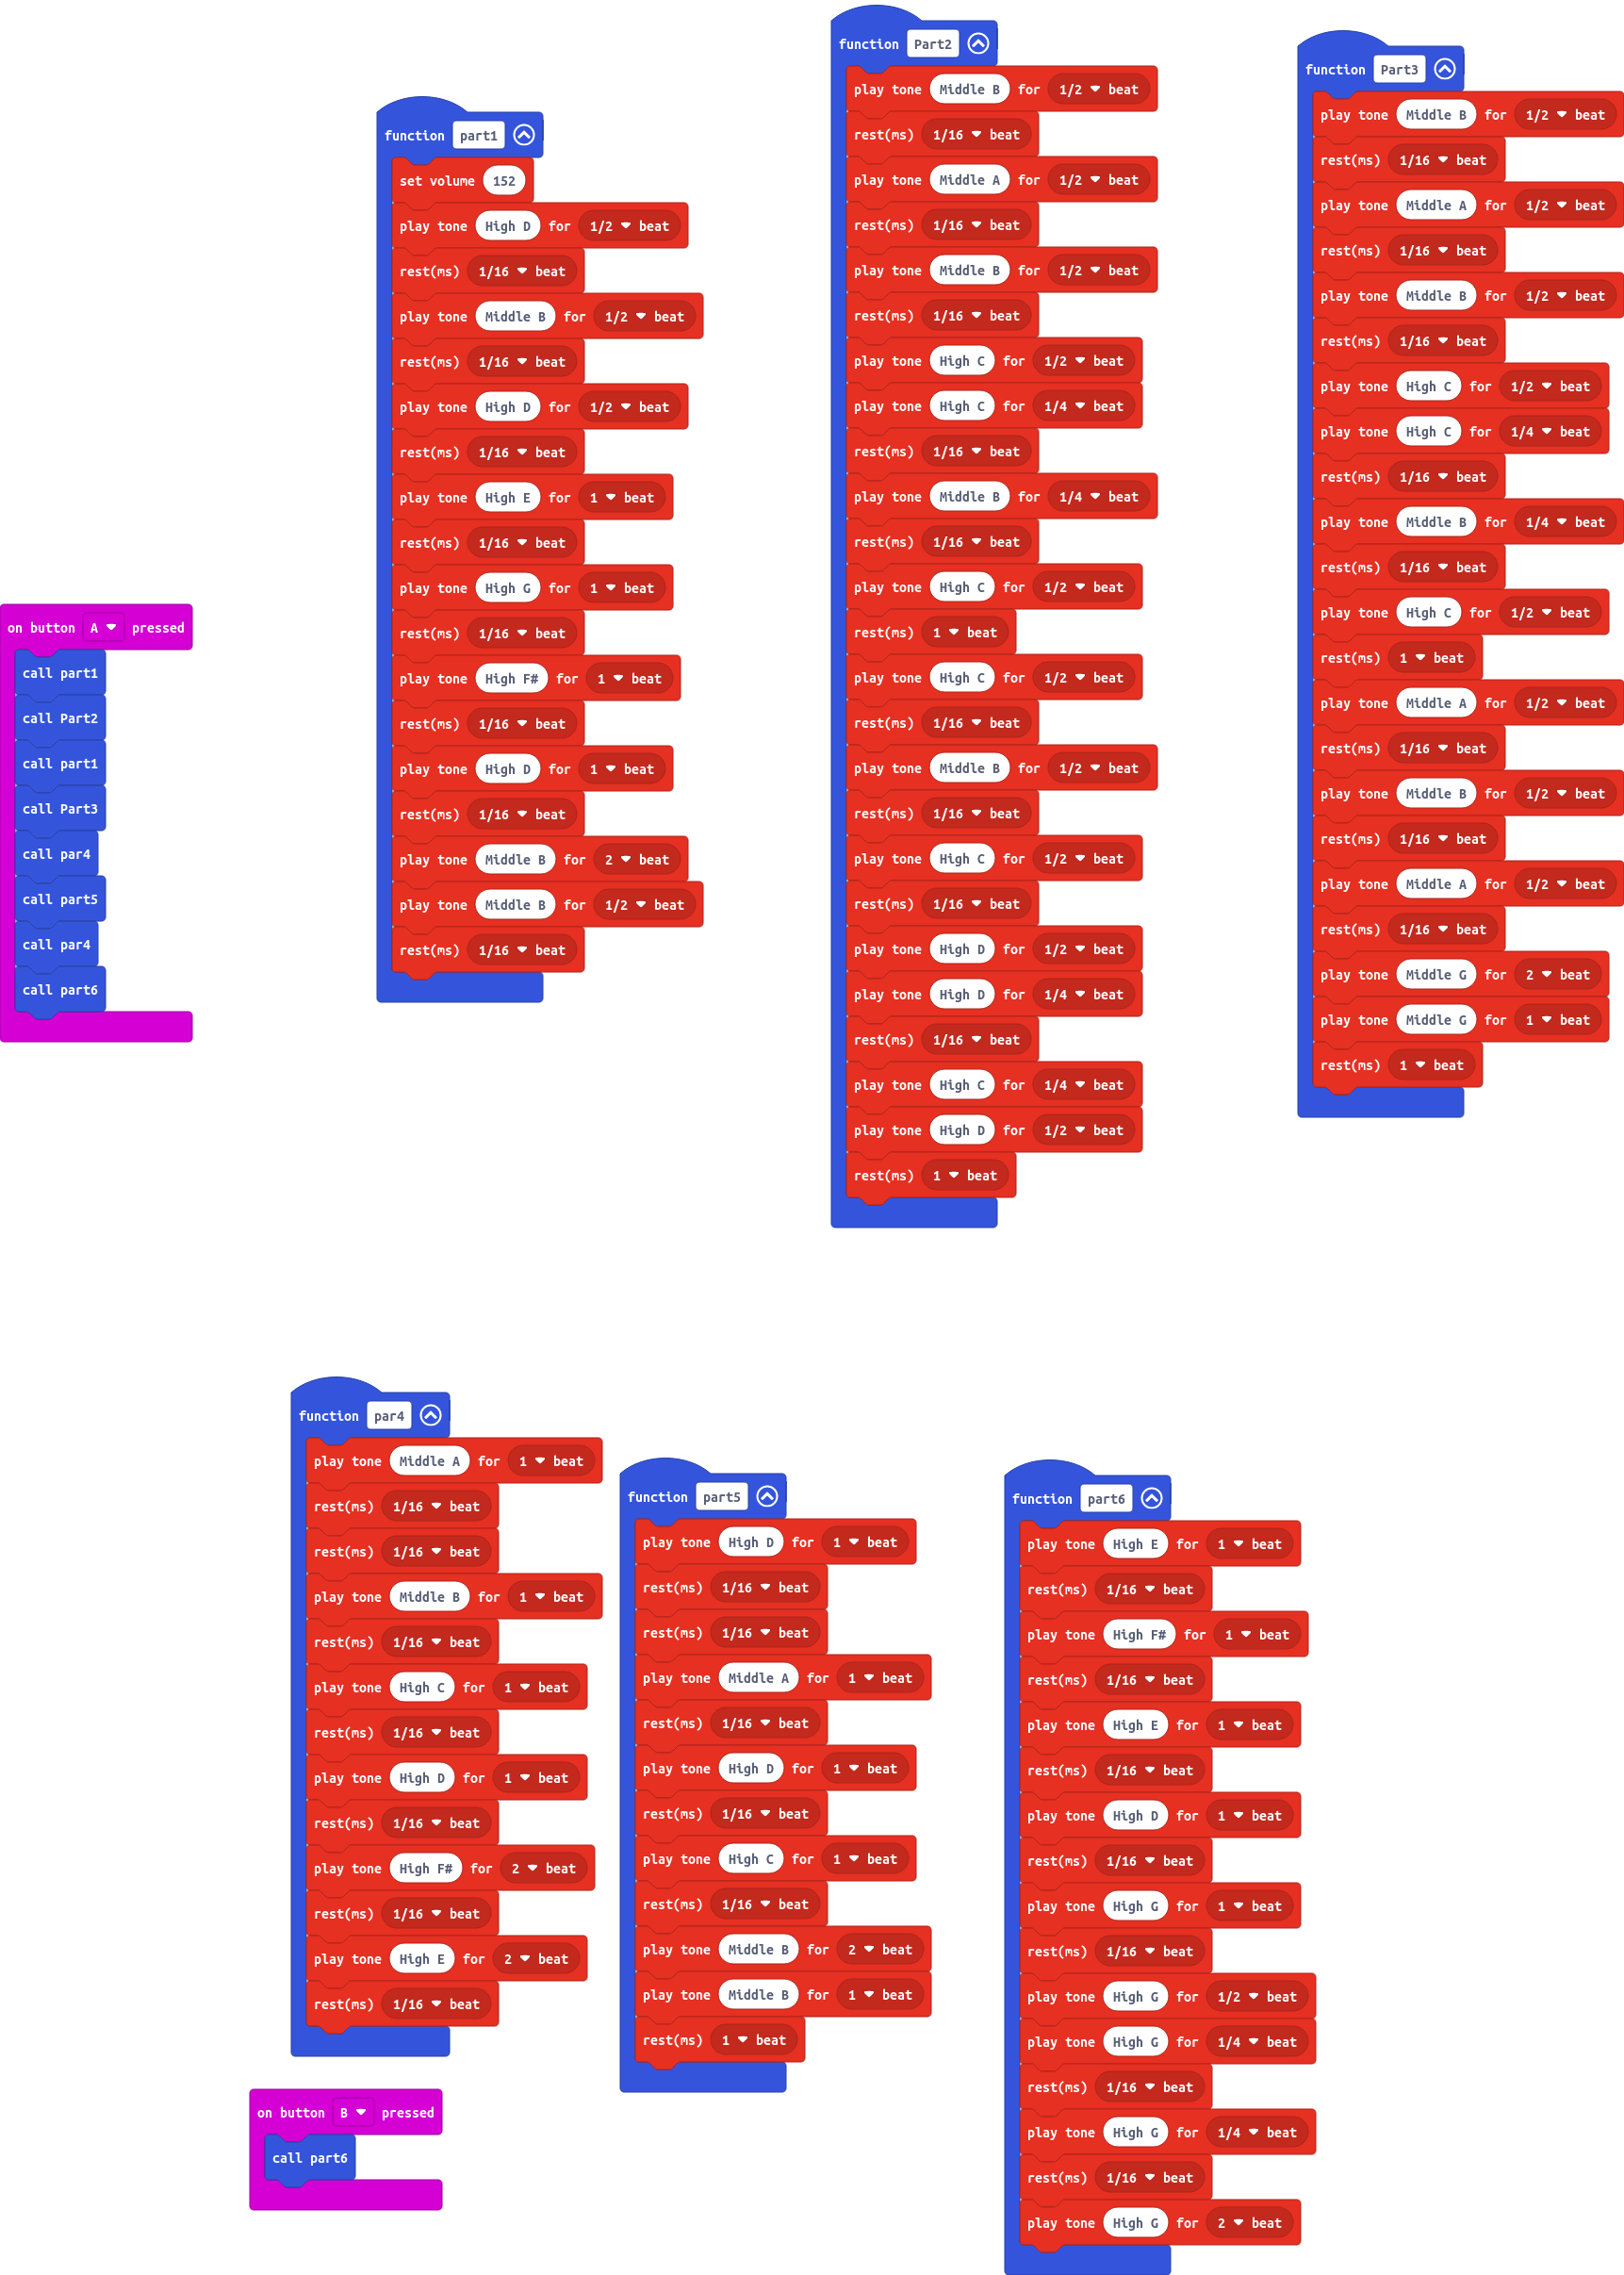 on button A pressed
call part1
call Part2
call part1
call Part3
call par4
call part5
call par4
call part6
function part1
set volume 152
play tone High D for 1/2 beat
rest(ms) 1/16 beat
play tone Middle B for 1/2 beat
rest(ms) 1/16 beat
play tone High D for 1/2 beat
rest(ms) 1/16 beat
play tone High E for 1 beat
rest(ms) 1/16 beat
play tone High G for 1 beat
rest(ms) 1/16 beat
play tone High F# for 1 beat
rest(ms) 1/16 beat
play tone High D for 1 beat
rest(ms) 1/16 beat
play tone Middle B for 2 beat
play tone Middle B for 1/2 beat
rest(ms) 1/16 beat
function Part2
play tone Middle B for 1/2 beat
rest(ms) 1/16 beat
play tone Middle A for 1/2 beat
rest(ms) 1/16 beat
play tone Middle B for 1/2 beat
rest(ms) 1/16 beat
play tone High C for 1/2 beat
play tone High C for 1/4 beat
rest(ms) 1/16 beat
play tone Middle B for 1/4 beat
rest(ms) 1/16 beat
play tone High C for 1/2 beat
rest(ms) 1 beat
play tone High C for 1/2 beat
rest(ms) 1/16 beat
play tone Middle B for 1/2 beat
rest(ms) 1/16 beat
play tone High C for 1/2 beat
rest(ms) 1/16 beat
play tone High D for 1/2 beat
play tone High D for 1/4 beat
rest(ms) 1/16 beat
play tone High C for 1/4 beat
play tone High D for 1/2 beat
rest(ms) 1 beat
function Part3
play tone Middle B for 1/2 beat
rest(ms) 1/16 beat
play tone Middle A for 1/2 beat
rest(ms) 1/16 beat
play tone Middle B for 1/2 beat
rest(ms) 1/16 beat
play tone High C for 1/2 beat
play tone High C for 1/4 beat
rest(ms) 1/16 beat
play tone Middle B for 1/4 beat
rest(ms) 1/16 beat
play tone High C for 1/2 beat
rest(ms) 1 beat
play tone Middle A for 1/2 beat
rest(ms) 1/16 beat
play tone Middle B for 1/2 beat
rest(ms) 1/16 beat
play tone Middle A for 1/2 beat
rest(ms) 1/16 beat
play tone Middle G for 2 beat
play tone Middle G for 1 beat
rest(ms) 1 beat
function par4
play tone Middle A for 1 beat
rest(ms) 1/16 beat
rest(ms) 1/16 beat
play tone Middle B for 1 beat
rest(ms) 1/16 beat
play tone High C for 1 beat
rest(ms) 1/16 beat
play tone High D for 1 beat
rest(ms) 1/16 beat
play tone High F# for 2 beat
rest(ms) 1/16 beat
play tone High E for 2 beat
rest(ms) 1/16 beat
function part5
play tone High D for 1 beat
rest(ms) 1/16 beat
rest(ms) 1/16 beat
play tone Middle A for 1 beat
rest(ms) 1/16 beat
play tone High D for 1 beat
rest(ms) 1/16 beat
play tone High C for 1 beat
rest(ms) 1/16 beat
play tone Middle B for 2 beat
play tone Middle B for 1 beat
rest(ms) 1 beat
function part6
play tone High E for 1 beat
rest(ms) 1/16 beat
play tone High F# for 1 beat
rest(ms) 1/16 beat
play tone High E for 1 beat
rest(ms) 1/16 beat
play tone High D for 1 beat
rest(ms) 1/16 beat
play tone High G for 1 beat
rest(ms) 1/16 beat
play tone High G for 1/2 beat
play tone High G for 1/4 beat
rest(ms) 1/16 beat
play tone High G for 1/4 beat
rest(ms) 1/16 beat
play tone High G for 2 beat
on button B pressed
call part6